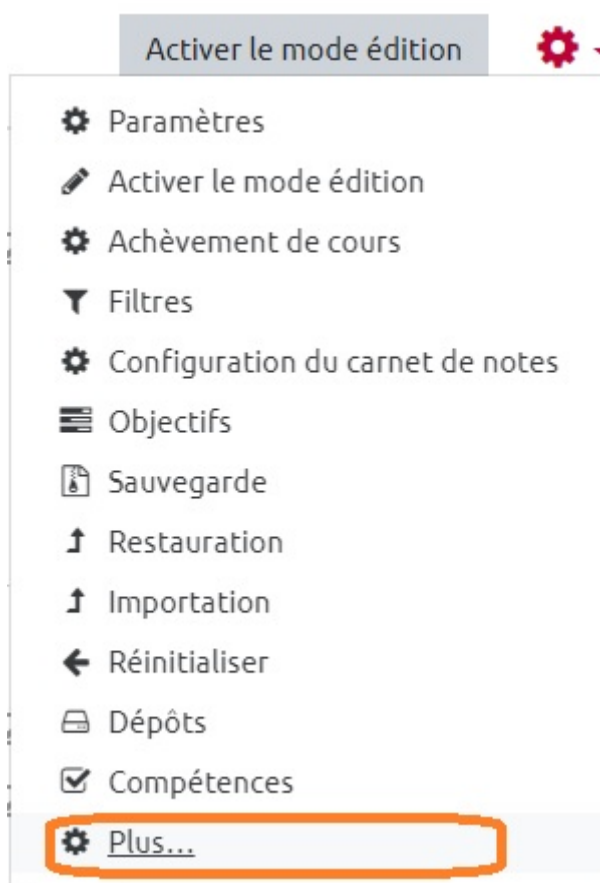 Activer le mode édition
Paramètres
Activer le mode édition
Achèvement de cours
Filtres
Configuration du carnet de notes
Objectifs
Sauvegarde
Restauration
Importation
Réinitialiser
Dépôts
Compétences
Plus...